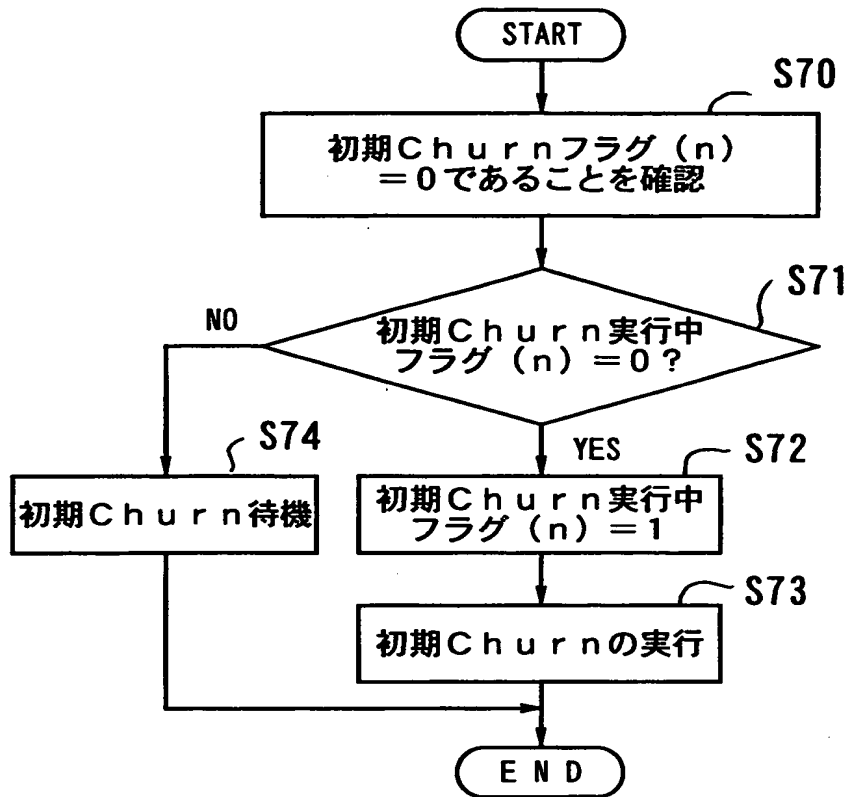 START
S70
初期Churnフラグ(n)
=0であることを確認
S71
初期Churn実行中
フラグ(n)=0?
NO
YES
S74
初期Churn待機
S72
初期Churn実行中
フラグ(n)=1
S73
初期Churnの実行
END